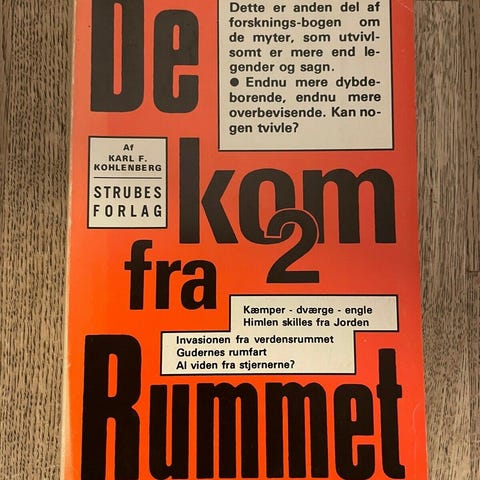 De
Dette er anden del af
forsknings-bogen om
de myter, som utvivl-
somt er mere end le-
gender og sagn.
● Endnu mere dybde-
borende, endnu mere
overbevisende. Kan no-
gen tvivle?
Af
KARL F.
KOHLENBERG
STRUBES
FORLAG
kom
2
fra
Kæmper - dværge - engle
Himlen skilles fra Jorden
Invasionen fra verdensrummet
Gudernes rumfart
Al viden fra stjernerne?
Rummet